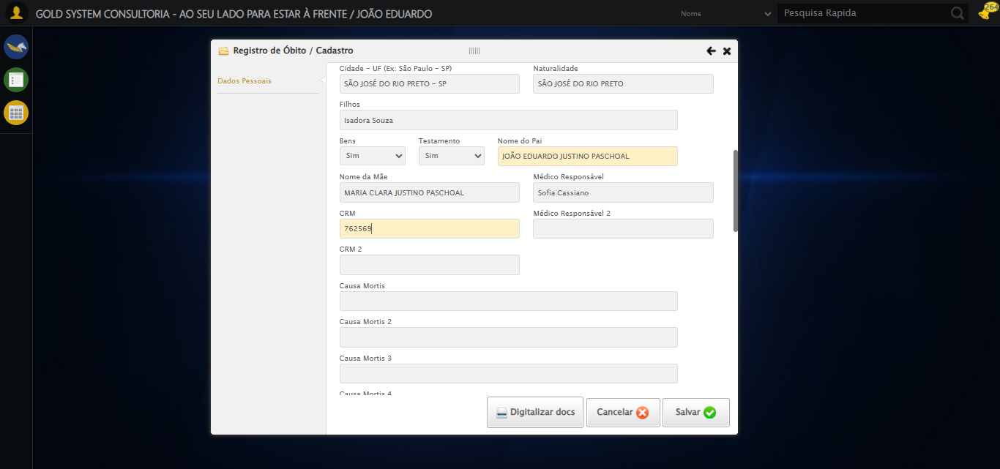 GOLD SYSTEM CONSULTORIA - AO SEU LADO PARA ESTAR À FRENTE / JOÃO EDUARDO
Nome
Pesquisa Rapida
264
Registro de Óbito / Cadastro
Dados Pessoais
Cidade - UF (Ex: São Paulo - SP)
Naturalidade
SÃO JOSÉ DO RIO PRETO - SP
SÃO JOSÉ DO RIO PRETO
Filhos
Isadora Souza
Bens
Testamento
Nome do Pai
Sim
Sim
JOÃO EDUARDO JUSTINO PASCHOAL
Nome da Mãe
Médico Responsável
MARIA CLARA JUSTINO PASCHOAL
Sofia Cassiano
CRM
Médico Responsável 2
762569
CRM 2
Causa Mortis
Causa Mortis 2
Causa Mortis 3
Causa Mortis 4
Digitalizar docs
Cancelar
Salvar